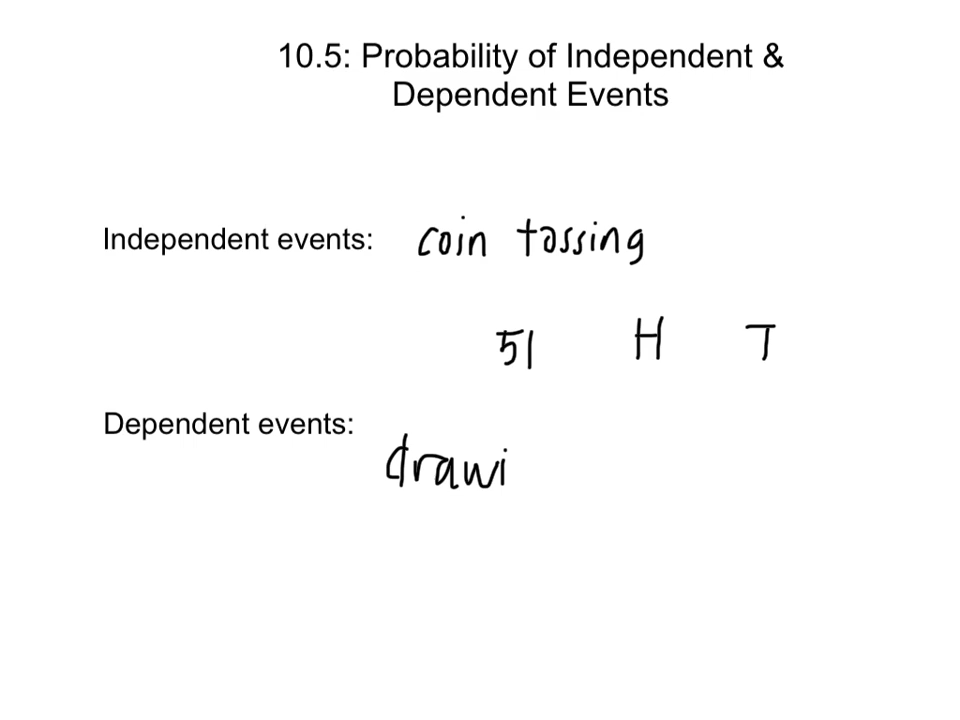 10.5: Probability of Independent &
Dependent Events
Independent events: coin tossing
51 H T
Dependent events:
drawi